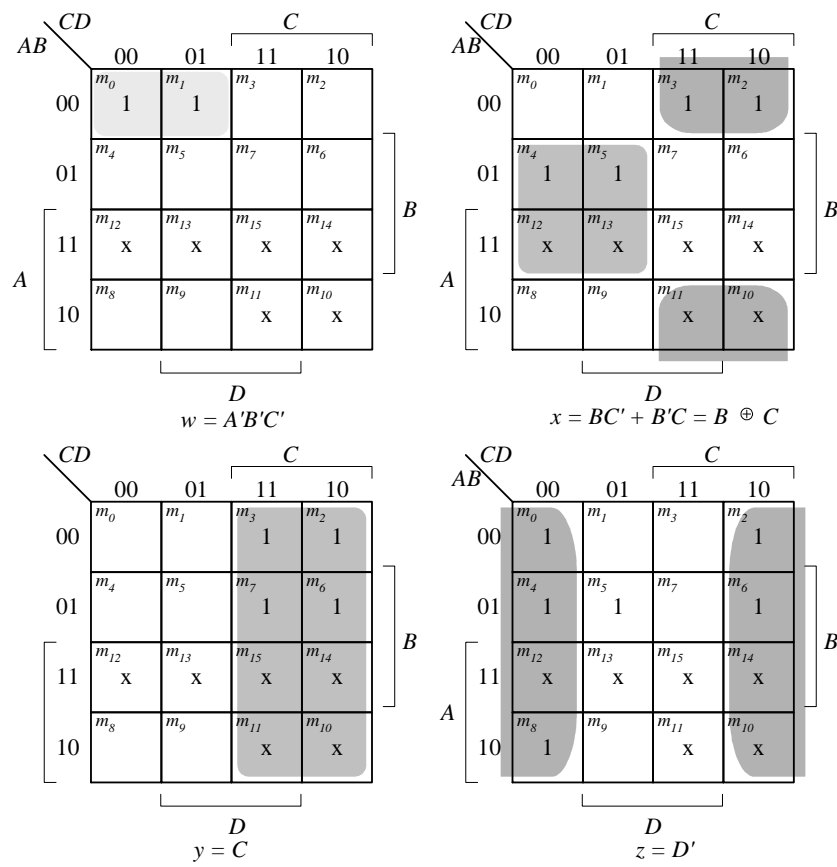 CD C CD C
AB 00 01 11 10 AB 00 01 11 10
m0 m1 m3 m2 m0 m1 m3 m2
00 1 1 00 1 1
m4 m5 m7 m6 m4 m5 m7 m6
01 01 1 1
B B
m12 m13 m15 m14 m12 m13 m15 m14
11 x x x x 11 x x x x
A A
m8 m9 m11 m10 m8 m9 m11 m10
10 x x 10 x x
D D
w = A'B'C' x = BC' + B'C = B ⊕ C
CD C CD C
00 01 11 10 AB 00 01 11 10
m0 m1 m3 m2 m0 m1 m3 m2
00 1 1 00 1 1
m4 m5 m7 m6 m4 m5 m7 m6
01 1 1 01 1 1 1
B B
m12 m13 m15 m14 m12 m13 m15 m14
11 x x x x 11 x x x x
A A
m8 m9 m11 m10 m8 m9 m11 m10
10 x x 10 1 x x
D D
y = C z = D'